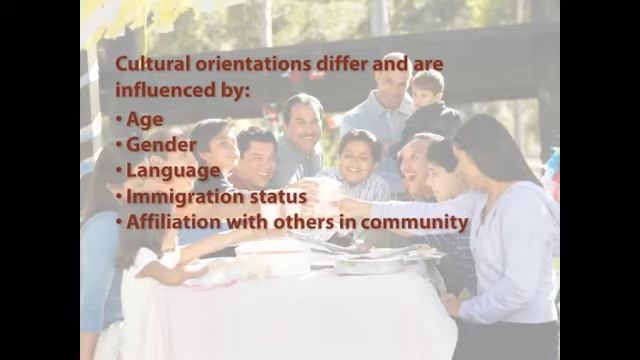 Cultural orientations differ and are
influenced by:
• Age
• Gender
• Language
• Immigration status
• Affiliation with others in community